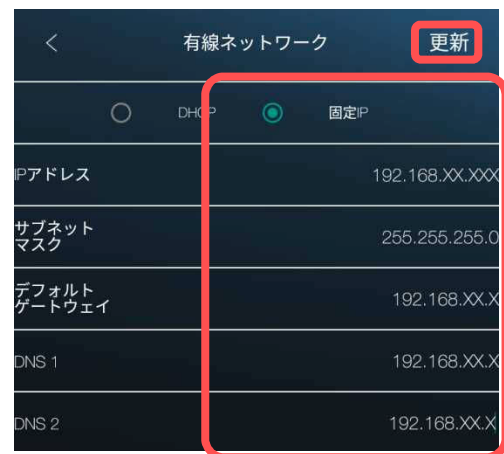 有線ネットワーク 更新
DHCP 固定IP
IPアドレス 192.168.XX.XXX
サブネット
マスク 255.255.255.0
デフォルト
ゲートウェイ 192.168.XX.X
DNS 1 192.168.XX.X
DNS 2 192.168.XX.X